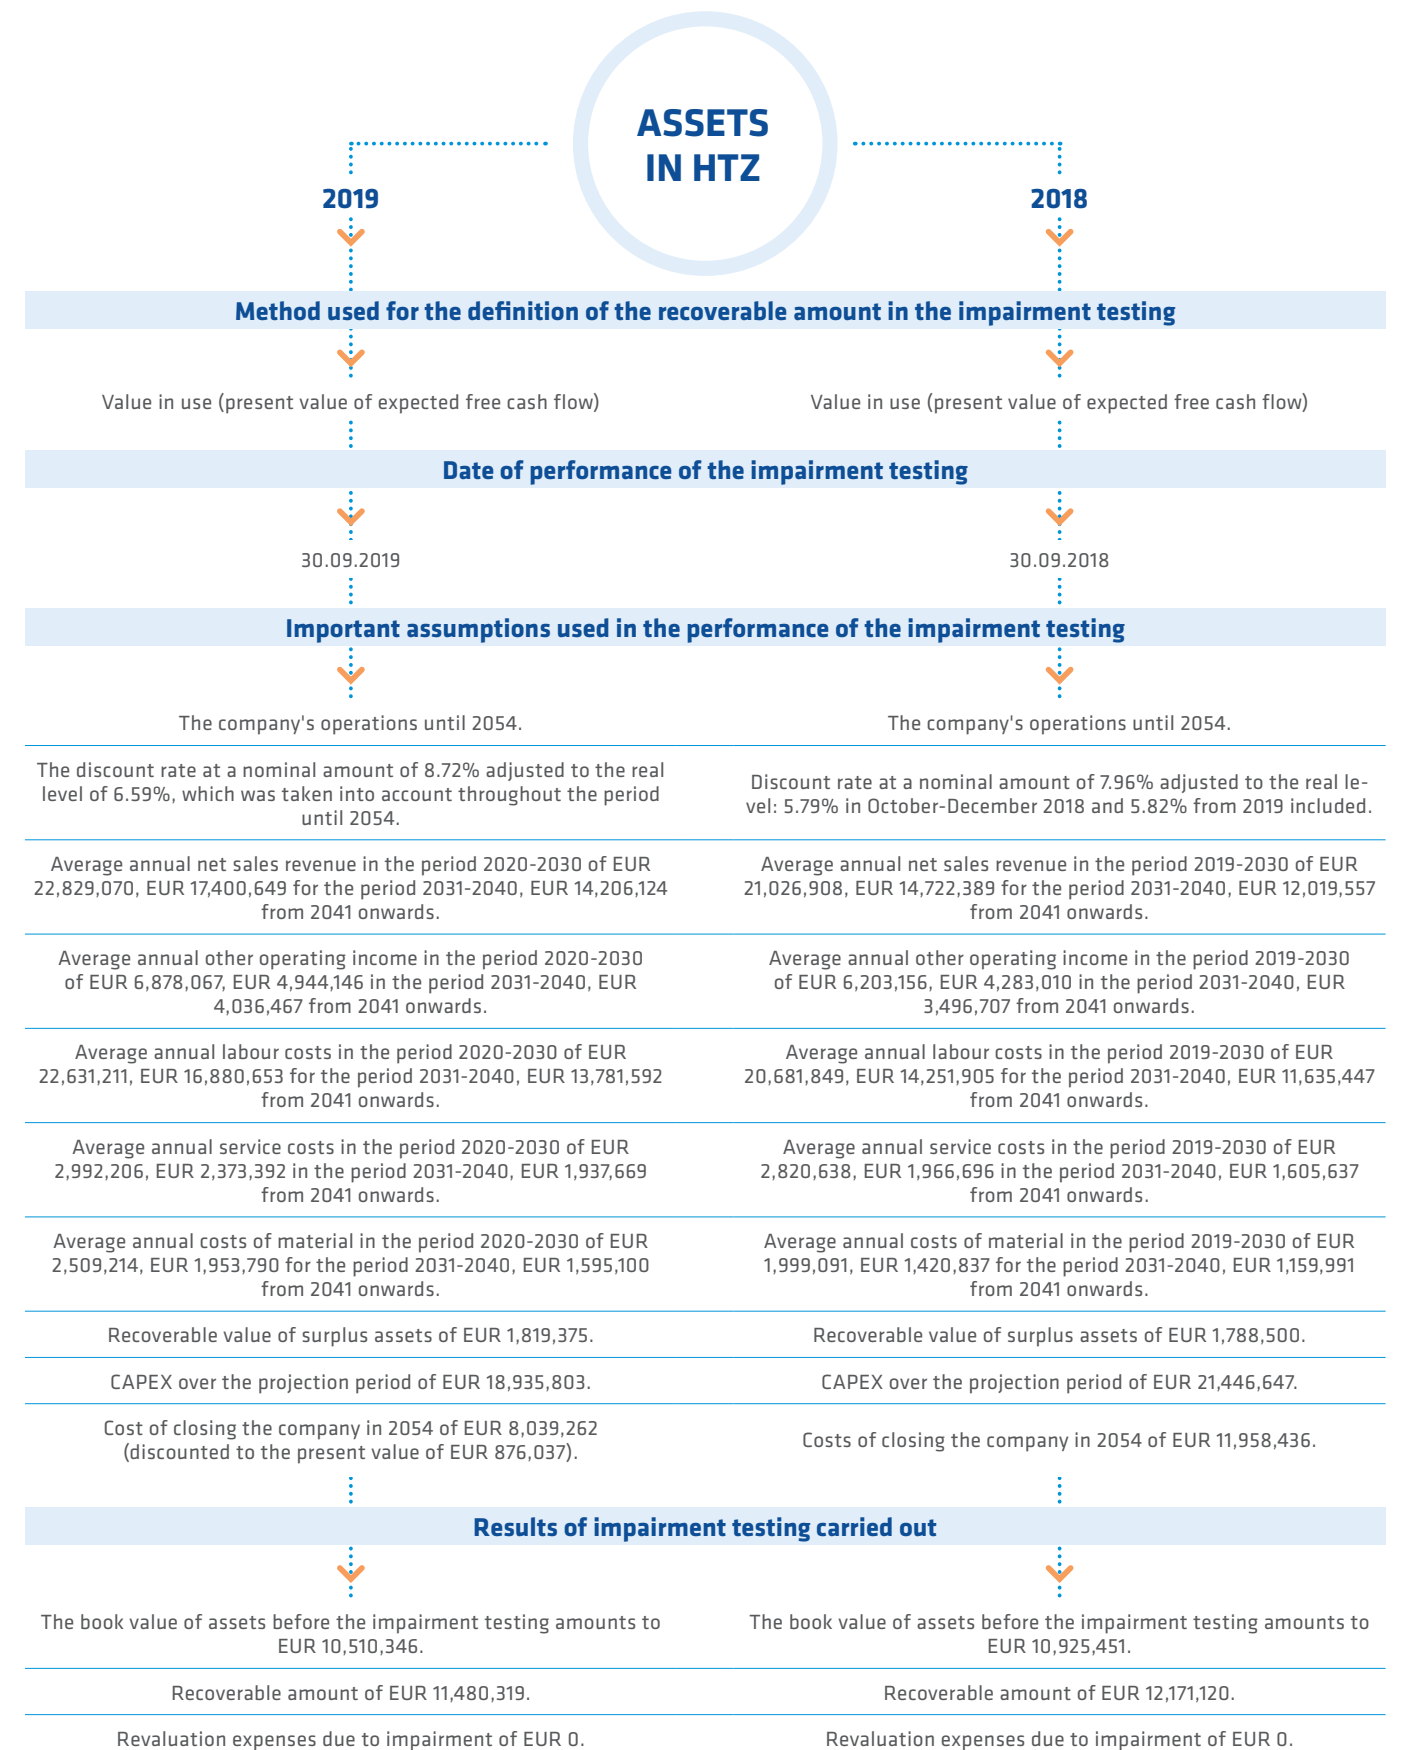 ASSETS
IN HTZ
2019
2018
Method used for the definition of the recoverable amount in the impairment testing
Value in use (present value of expected free cash flow)
Value in use (present value of expected free cash flow)
Date of performance of the impairment testing
30.09.2019
30.09.2018
Important assumptions used in the performance of the impairment testing
The company's operations until 2054.
The company's operations until 2054.
The discount rate at a nominal amount of 8.72% adjusted to the real
level of 6.59%, which was taken into account throughout the period
until 2054.
Discount rate at a nominal amount of 7.96% adjusted to the real le-
vel: 5.79% in October-December 2018 and 5.82% from 2019 included.
Average annual net sales revenue in the period 2020-2030 of EUR
22,829,070, EUR 17,400,649 for the period 2031-2040, EUR 14,206,124
from 2041 onwards.
Average annual net sales revenue in the period 2019-2030 of EUR
21,026,908, EUR 14,722,389 for the period 2031-2040, EUR 12,019,557
from 2041 onwards.
Average annual other operating income in the period 2020-2030
of EUR 6,878,067, EUR 4,944,146 in the period 2031-2040, EUR
4,036,467 from 2041 onwards.
Average annual other operating income in the period 2019-2030
of EUR 6,203,156, EUR 4,283,010 in the period 2031-2040, EUR
3,496,707 from 2041 onwards.
Average annual labour costs in the period 2020-2030 of EUR
22,631,211, EUR 16,880,653 for the period 2031-2040, EUR 13,781,592
from 2041 onwards.
Average annual labour costs in the period 2019-2030 of EUR
20,681,849, EUR 14,251,905 for the period 2031-2040, EUR 11,635,447
from 2041 onwards.
Average annual service costs in the period 2020-2030 of EUR
2,992,206, EUR 2,373,392 in the period 2031-2040, EUR 1,937,669
from 2041 onwards.
Average annual service costs in the period 2019-2030 of EUR
2,820,638, EUR 1,966,696 in the period 2031-2040, EUR 1,605,637
from 2041 onwards.
Average annual costs of material in the period 2020-2030 of EUR
2,509,214, EUR 1,953,790 for the period 2031-2040, EUR 1,595,100
from 2041 onwards.
Average annual costs of material in the period 2019-2030 of EUR
1,999,091, EUR 1,420,837 for the period 2031-2040, EUR 1,159,991
from 2041 onwards.
Recoverable value of surplus assets of EUR 1,819,375.
Recoverable value of surplus assets of EUR 1,788,500.
CAPEX over the projection period of EUR 18,935,803.
CAPEX over the projection period of EUR 21,446,647.
Cost of closing the company in 2054 of EUR 8,039,262
(discounted to the present value of EUR 876,037).
Costs of closing the company in 2054 of EUR 11,958,436.
Results of impairment testing carried out
The book value of assets before the impairment testing amounts to
EUR 10,510,346.
The book value of assets before the impairment testing amounts to
EUR 10,925,451.
Recoverable amount of EUR 11,480,319.
Recoverable amount of EUR 12,171,120.
Revaluation expenses due to impairment of EUR 0.
Revaluation expenses due to impairment of EUR 0.